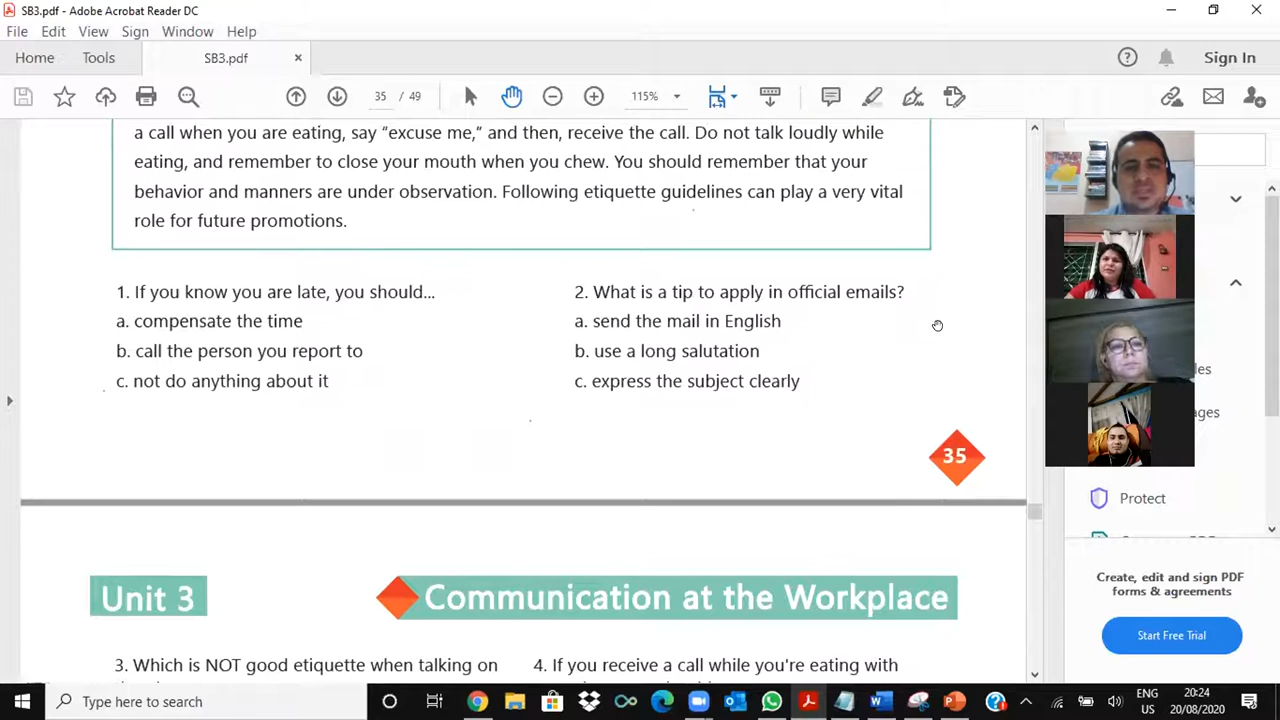 SB3.pdf - Adobe Acrobat Reader DC
File Edit View Sign Window Help
Home Tools SB3.pdf × Sign In
35 / 49 115%
a call when you are eating, say “excuse me,” and then, receive the call. Do not talk loudly while
eating, and remember to close your mouth when you chew. You should remember that your
behavior and manners are under observation. Following etiquette guidelines can play a very vital
role for future promotions.
1. If you know you are late, you should...
a. compensate the time
b. call the person you report to
c. not do anything about it
2. What is a tip to apply in official emails?
a. send the mail in English
b. use a long salutation
c. express the subject clearly
35
Unit 3
Communication at the Workplace
3. Which is NOT good etiquette when talking on
4. If you receive a call while you're eating with
Protect
Create, edit and sign PDF
forms & agreements
Start Free Trial
Type here to search
ENG
US
20:24
20/08/2020